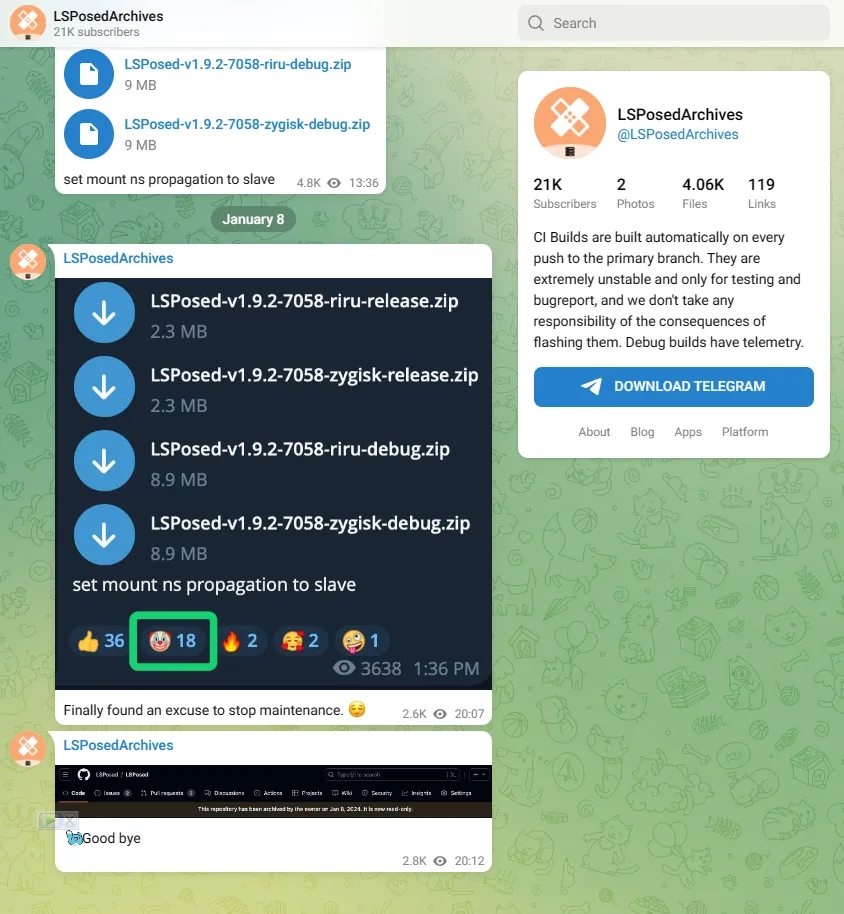 LSPosedArchives
21K subscribers
Search
LSPosed-v1.9.2-7058-riru-debug.zip
9 MB
LSPosed-v1.9.2-7058-zygisk-debug.zip
9 MB
set mount ns propagation to slave
4.8K 13:36
January 8
LSPosedArchives
LSPosed-v1.9.2-7058-riru-release.zip
2.3 MB
LSPosed-v1.9.2-7058-zygisk-release.zip
2.3 MB
LSPosed-v1.9.2-7058-riru-debug.zip
8.9 MB
LSPosed-v1.9.2-7058-zygisk-debug.zip
8.9 MB
set mount ns propagation to slave
👍 36 🤡 18 🔥 2 🥰 2 🤪 1
3638 1:36 PM
Finally found an excuse to stop maintenance. 😌
2.6K 20:07
LSPosedArchives
LSPosed / LSPosed
Type / to search
Code Issues 2 Pull requests Discussions Actions Projects Wiki Security Insights Settings
This repository has been archived by the owner on Jan 8, 2024. It is now read-only.
Good bye
2.8K 20:12
LSPosedArchives
@LSPosedArchives
21K 2 4.06K 119
Subscribers Photos Files Links
CI Builds are built automatically on every
push to the primary branch. They are
extremely unstable and only for testing and
bugreport, and we don't take any
responsibility of the consequences of
flashing them. Debug builds have telemetry.
DOWNLOAD TELEGRAM
About Blog Apps Platform